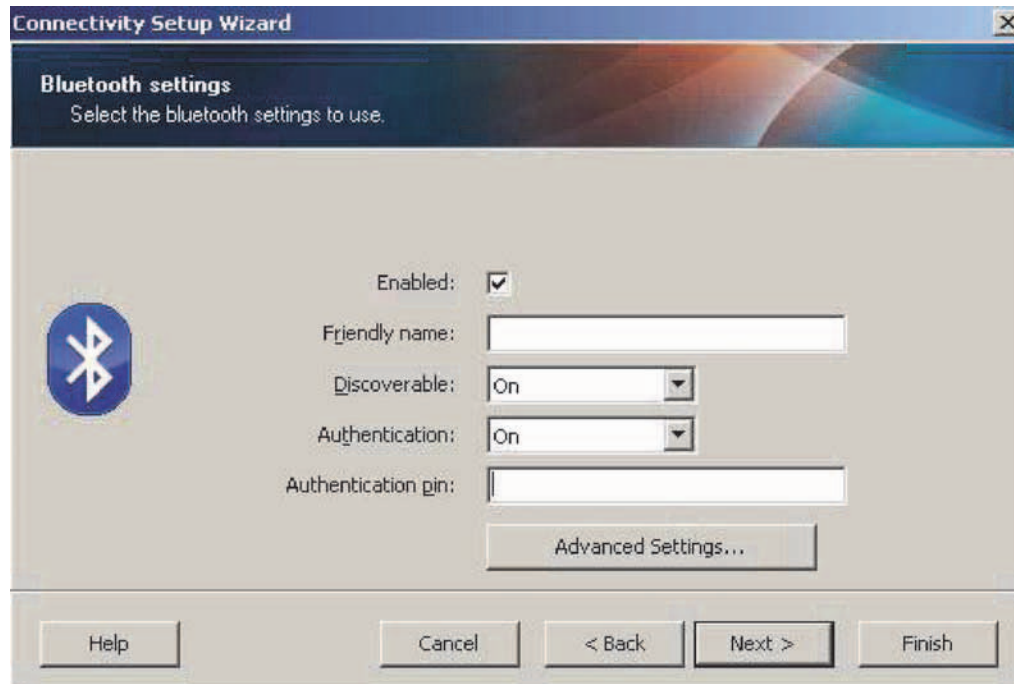 Connectivity Setup Wizard
Bluetooth settings
Select the bluetooth settings to use.
Enabled:
Friendly name:
Discoverable: On
Authentication: On
Authentication pin:
Advanced Settings...
Help Cancel < Back Next > Finish